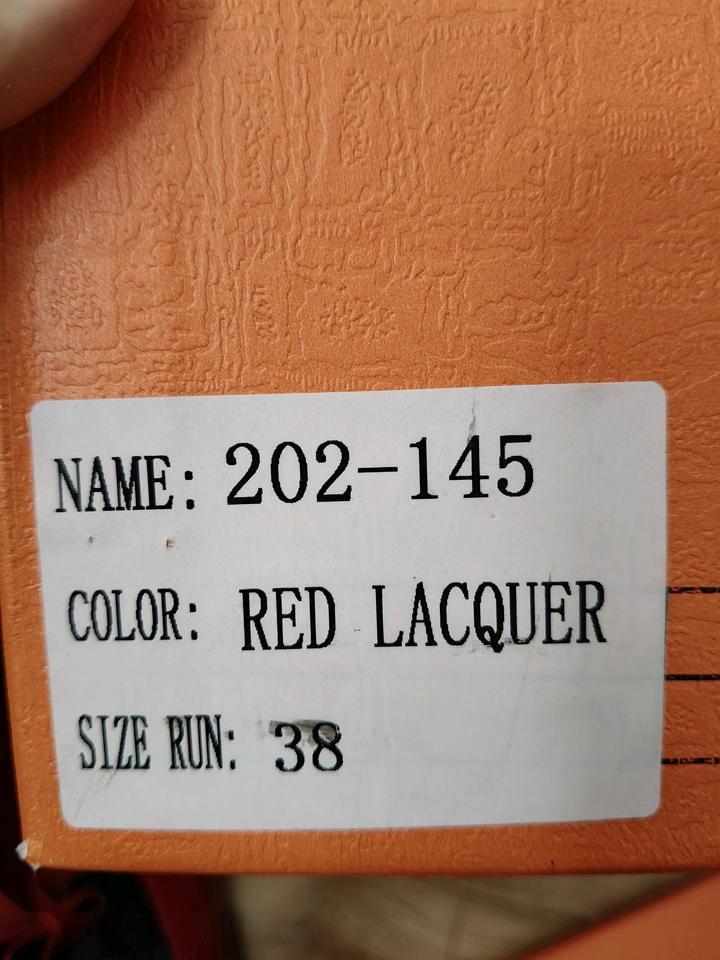 NAME: 202-145
COLOR: RED LACQUER
SIZE RUN: 38